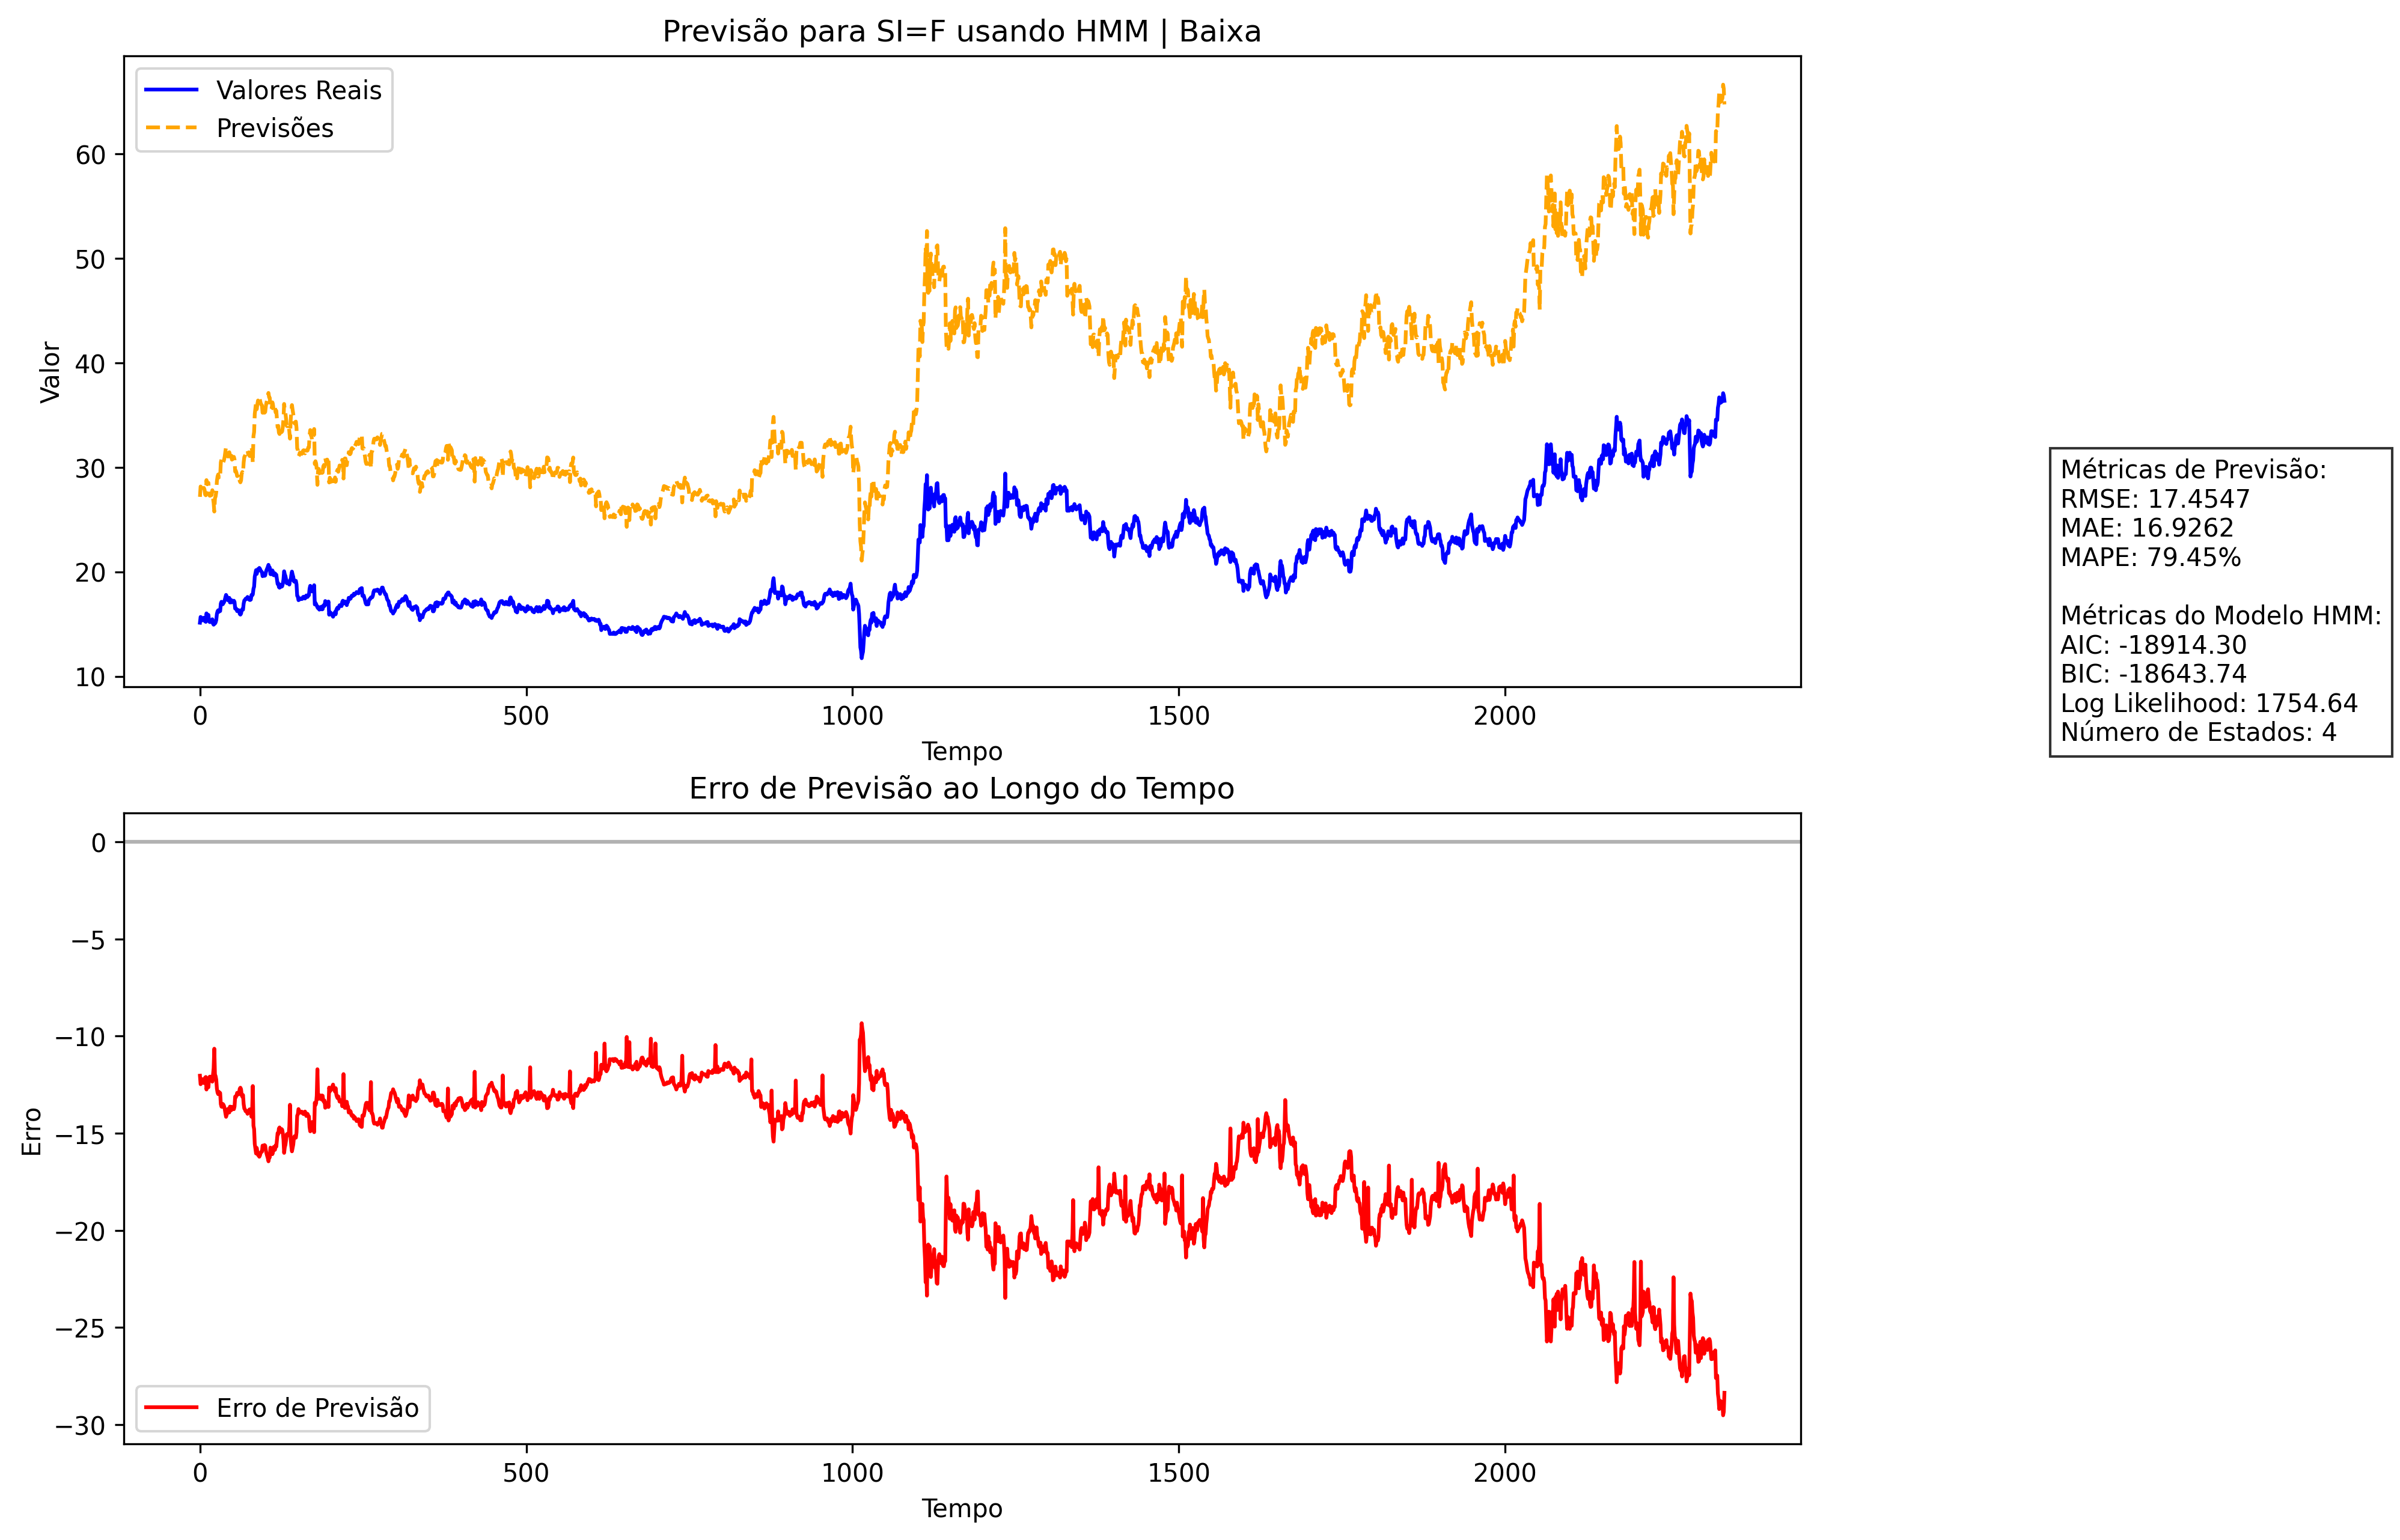 Previsão para SI=F usando HMM | Baixa
Valores Reais
Previsões
Valor
60
50
40
30
20
10
0
500
1000
1500
2000
Tempo
Métricas de Previsão:
RMSE: 17.4547
MAE: 16.9262
MAPE: 79.45%
Métricas do Modelo HMM:
AIC: -18914.30
BIC: -18643.74
Log Likelihood: 1754.64
Número de Estados: 4
Erro de Previsão ao Longo do Tempo
Erro
0
−5
−10
−15
−20
−25
−30
Erro de Previsão
0
500
1000
1500
2000
Tempo